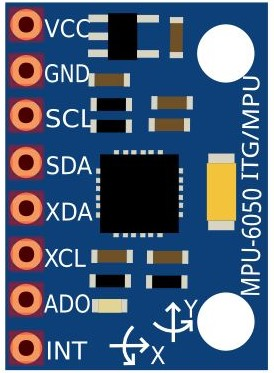 VCC
GND
SCL
SDA
XDA
XCL
ADO
INT
MPU-6050 ITG/MPU
Y
X